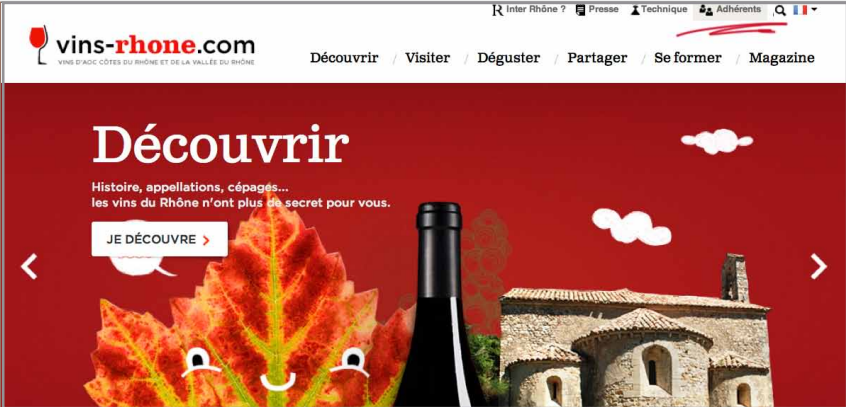 Inter Rhône ? Presse Technique Adhérents
vins-rhone.com
VINS D'AOC CÔTES DU RHÔNE ET DE LA VALLÉE DU RHÔNE
Découvrir / Visiter / Déguster / Partager / Se former / Magazine
Découvrir
Histoire, appellations, cépages...
les vins du Rhône n'ont plus de secret pour vous.
JE DÉCOUVRE >